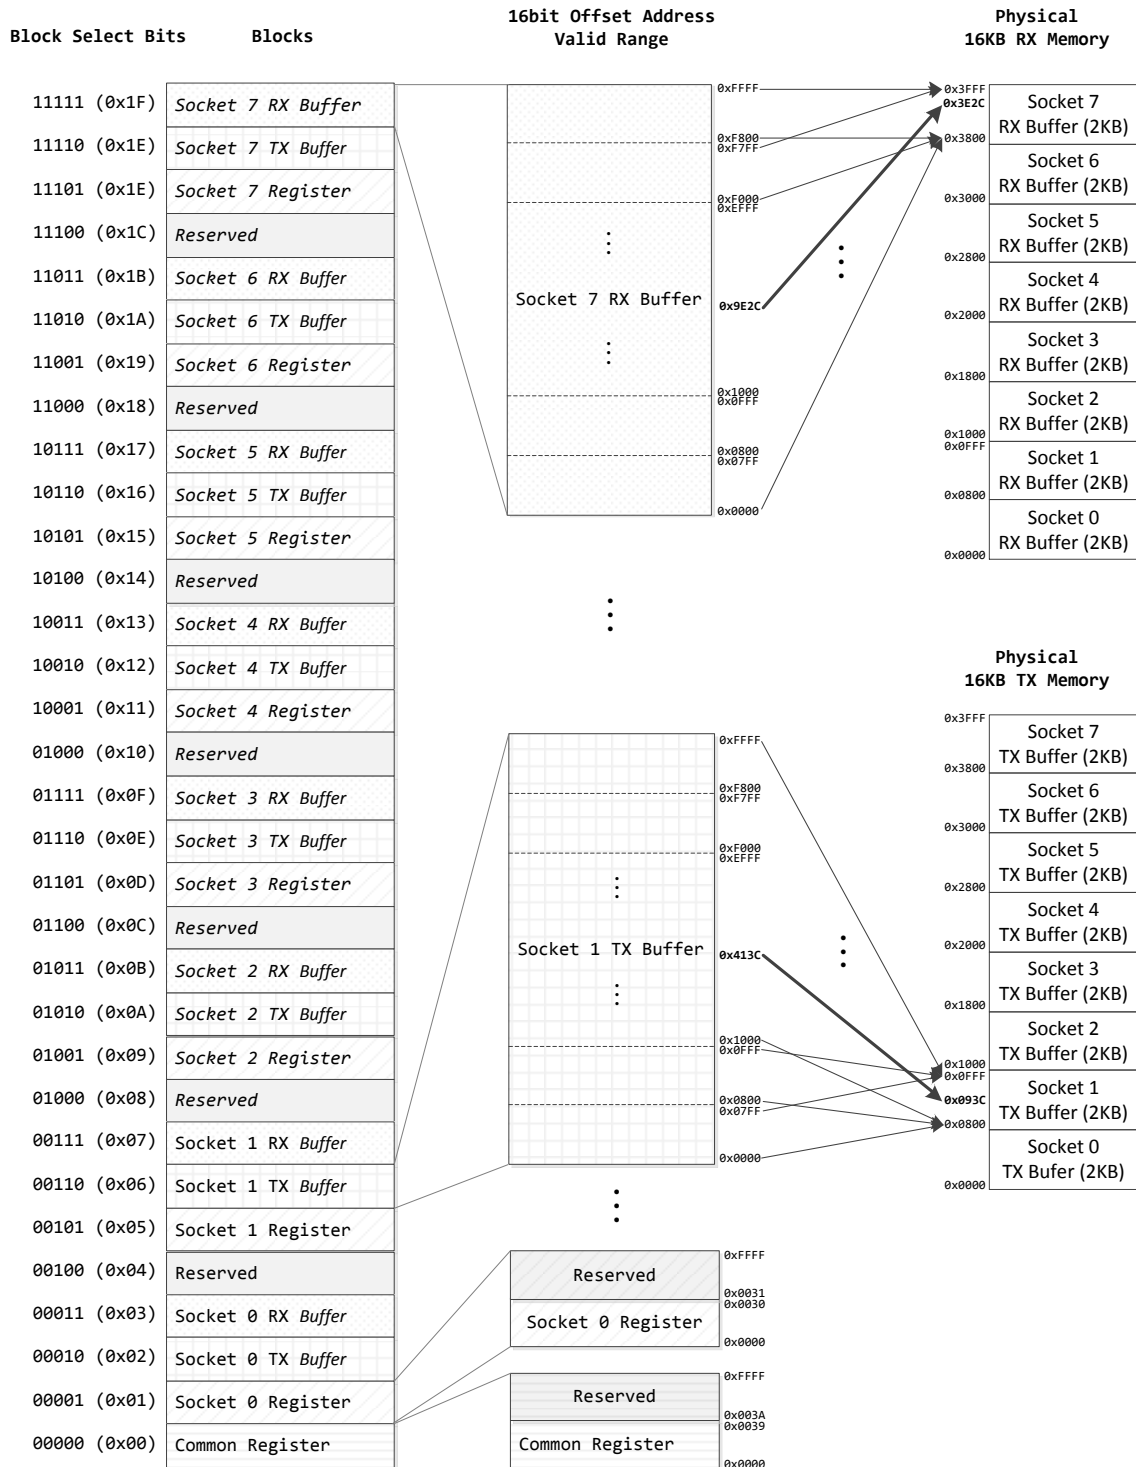 Block Select Bits
Blocks
16bit Offset Address
Valid Range
Physical
16KB RX Memory
11111 (0x1F) Socket 7 RX Buffer
11110 (0x1E) Socket 7 TX Buffer
11101 (0x1E) Socket 7 Register
11100 (0x1C) Reserved
11011 (0x1B) Socket 6 RX Buffer
11010 (0x1A) Socket 6 TX Buffer
11001 (0x19) Socket 6 Register
11000 (0x18) Reserved
10111 (0x17) Socket 5 RX Buffer
10110 (0x16) Socket 5 TX Buffer
10101 (0x15) Socket 5 Register
10100 (0x14) Reserved
10011 (0x13) Socket 4 RX Buffer
10010 (0x12) Socket 4 TX Buffer
10001 (0x11) Socket 4 Register
01000 (0x10) Reserved
01111 (0x0F) Socket 3 RX Buffer
01110 (0x0E) Socket 3 TX Buffer
01101 (0x0D) Socket 3 Register
01100 (0x0C) Reserved
01011 (0x0B) Socket 2 RX Buffer
01010 (0x0A) Socket 2 TX Buffer
01001 (0x09) Socket 2 Register
01000 (0x08) Reserved
00111 (0x07) Socket 1 RX Buffer
00110 (0x06) Socket 1 TX Buffer
00101 (0x05) Socket 1 Register
00100 (0x04) Reserved
00011 (0x03) Socket 0 RX Buffer
00010 (0x02) Socket 0 TX Buffer
00001 (0x01) Socket 0 Register
00000 (0x00) Common Register
0xFFFF
0xF800
0xF7FF
0xF000
0xEFFF
Socket 7 RX Buffer
0x9E2C
0x1000
0x0FFF
0x0800
0x07FF
0x0000
0x3FFF
0x3E2C
Socket 7
RX Buffer (2KB)
0x3800
Socket 6
RX Buffer (2KB)
0x3000
Socket 5
RX Buffer (2KB)
0x2800
Socket 4
RX Buffer (2KB)
0x2000
Socket 3
RX Buffer (2KB)
0x1800
Socket 2
RX Buffer (2KB)
0x1000
0x0FFF
Socket 1
RX Buffer (2KB)
0x0800
Socket 0
RX Buffer (2KB)
0x0000
0xFFFF
0xF800
0xF7FF
0xF000
0xEFFF
Socket 1 TX Buffer
0x413C
0x1000
0x0FFF
0x0800
0x07FF
0x0000
Physical
16KB TX Memory
0x3FFF
Socket 7
TX Buffer (2KB)
0x3800
Socket 6
TX Buffer (2KB)
0x3000
Socket 5
TX Buffer (2KB)
0x2800
Socket 4
TX Buffer (2KB)
0x2000
Socket 3
TX Buffer (2KB)
0x1800
Socket 2
TX Buffer (2KB)
0x1000
0x0FFF
Socket 1
TX Buffer (2KB)
0x093C
0x0800
Socket 0
TX Bufer (2KB)
0x0000
0xFFFF
Reserved
0x0031
0x0030
Socket 0 Register
0x0000
0xFFFF
Reserved
0x003A
0x0039
Common Register
0x0000